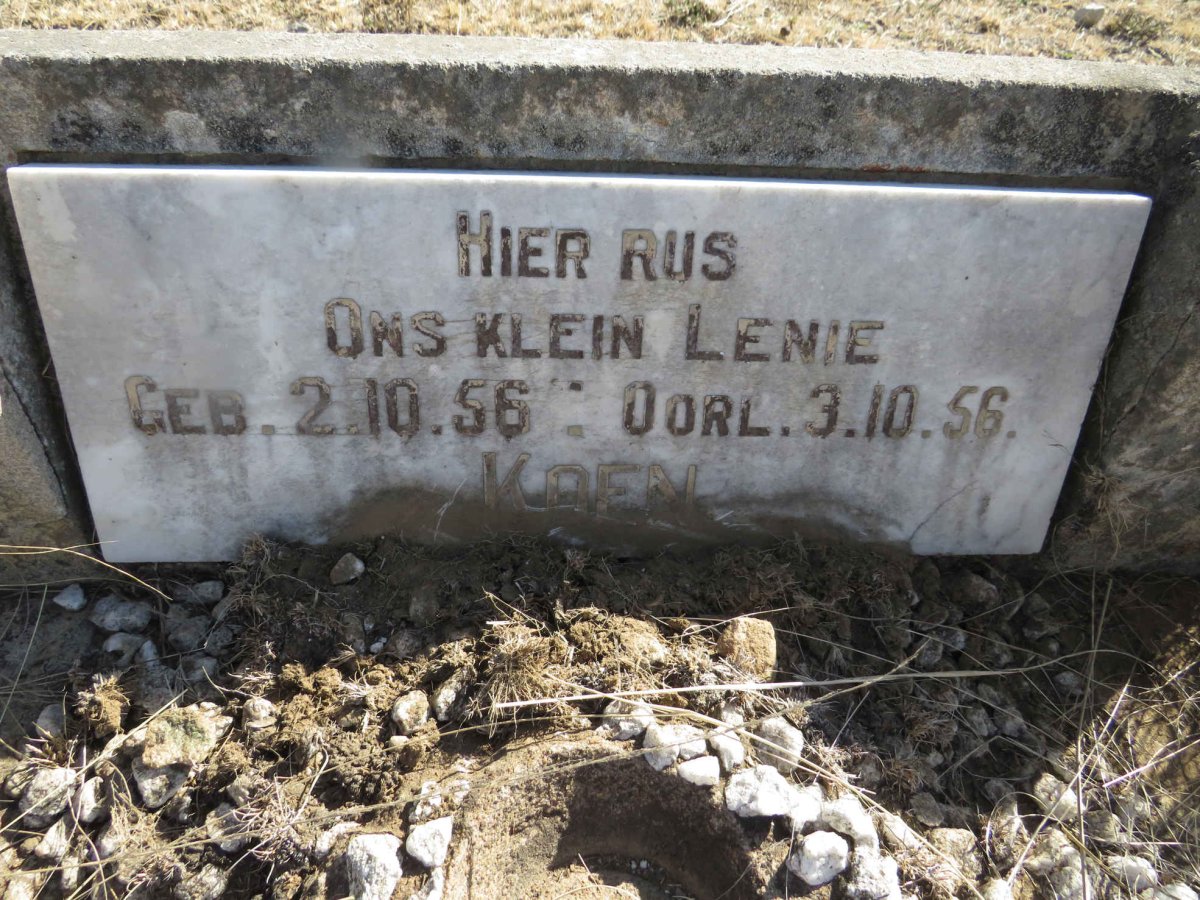 HIER RUS
ONS KLEIN LENIE
GEB. 2.10.56 : OORL. 3.10.56.
KOEN